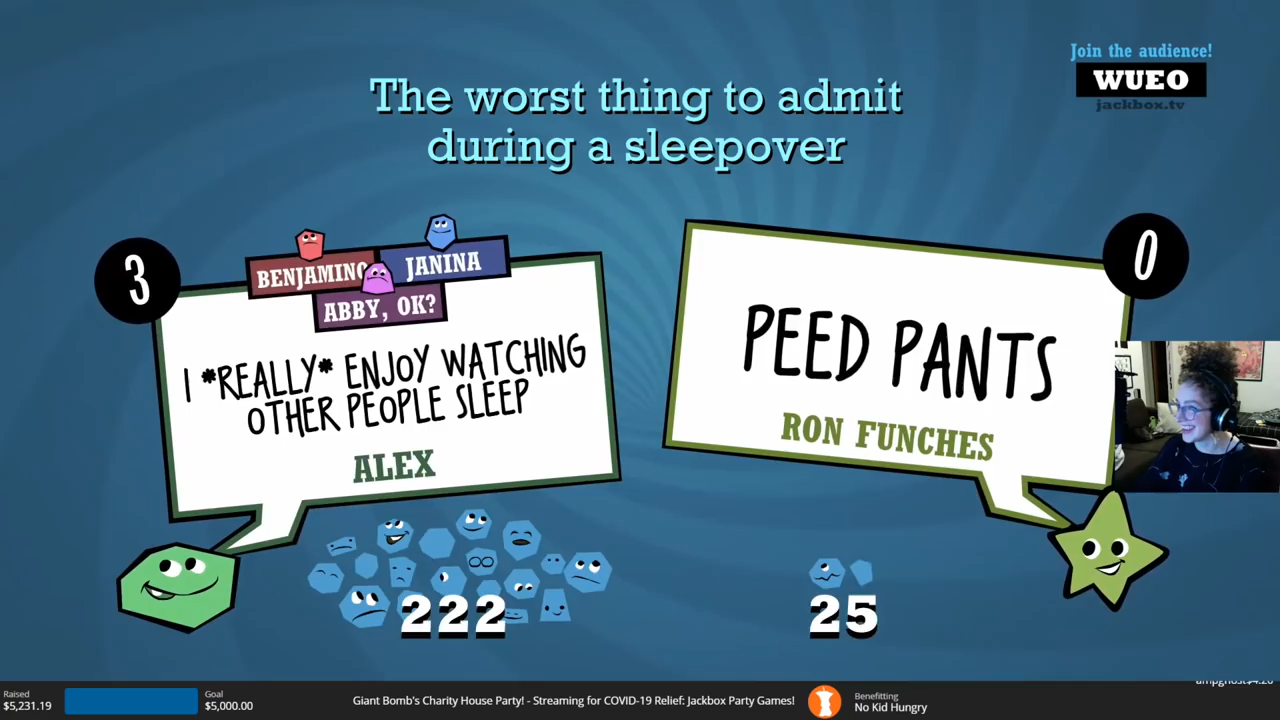 Join the audience!
WUEO
jackbox.tv
The worst thing to admit
during a sleepover
3
BENJAMINO
JANINA
ABBY, OK?
I *REALLY* ENJOY WATCHING
OTHER PEOPLE SLEEP
ALEX
0
PEED PANTS
RON FUNCHES
222
25
Raised
$5,231.19
Goal
$5,000.00
Giant Bomb's Charity House Party! - Streaming for COVID-19 Relief: Jackbox Party Games!
Benefitting
No Kid Hungry